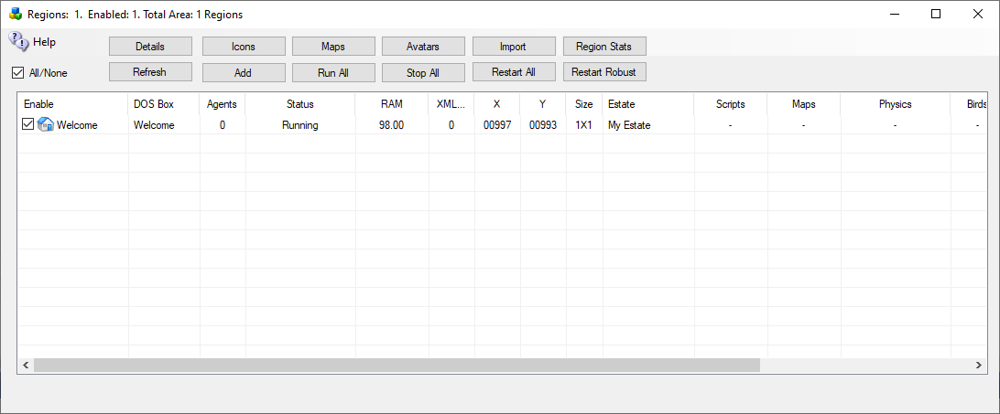 Regions: 1. Enabled: 1. Total Area: 1 Regions
Help Details Icons Maps Avatars Import Region Stats
All/None Refresh Add Run All Stop All Restart All Restart Robust
Enable DOS Box Agents Status RAM XML... X Y Size Estate Scripts Maps Physics Birds
Welcome Welcome 0 Running 98.00 0 00997 00993 1X1 My Estate - - - -